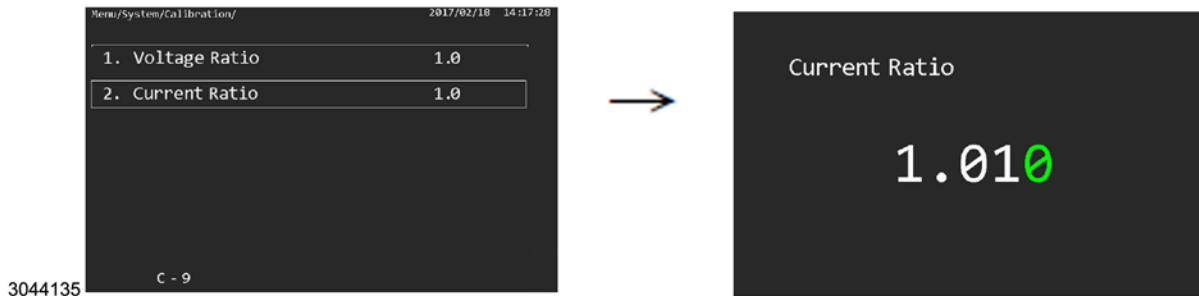 Menu/System/Calibration/ 2017/02/18 14:17:28
1. Voltage Ratio 1.0
2. Current Ratio 1.0
C - 9
3044135
Current Ratio
1.010